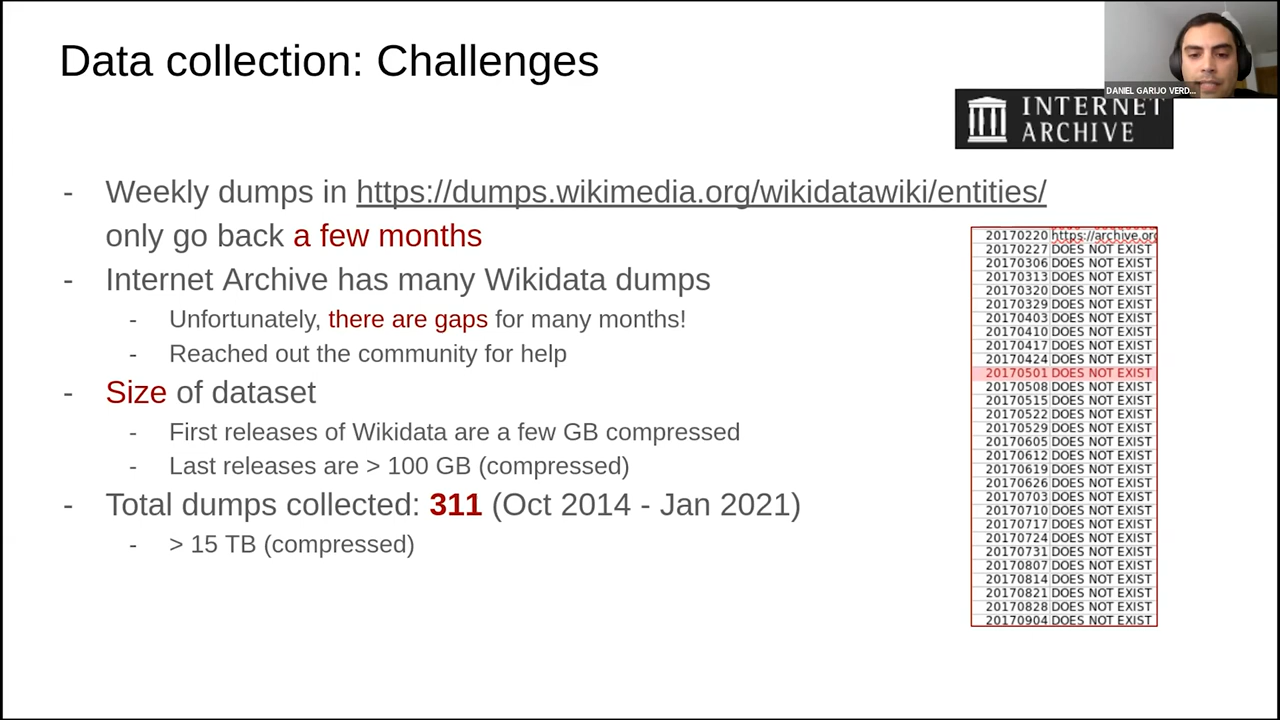 Data collection: Challenges
DANIEL GARIJO VERD...
INTERNET
ARCHIVE
- Weekly dumps in https://dumps.wikimedia.org/wikidatawiki/entities/
only go back a few months
- Internet Archive has many Wikidata dumps
- Unfortunately, there are gaps for many months!
- Reached out the community for help
- Size of dataset
- First releases of Wikidata are a few GB compressed
- Last releases are > 100 GB (compressed)
- Total dumps collected: 311 (Oct 2014 - Jan 2021)
- > 15 TB (compressed)
20170220 https://archive.org
20170227 DOES NOT EXIST
20170306 DOES NOT EXIST
20170313 DOES NOT EXIST
20170320 DOES NOT EXIST
20170329 DOES NOT EXIST
20170403 DOES NOT EXIST
20170410 DOES NOT EXIST
20170417 DOES NOT EXIST
20170424 DOES NOT EXIST
20170501 DOES NOT EXIST
20170508 DOES NOT EXIST
20170515 DOES NOT EXIST
20170522 DOES NOT EXIST
20170529 DOES NOT EXIST
20170605 DOES NOT EXIST
20170612 DOES NOT EXIST
20170619 DOES NOT EXIST
20170626 DOES NOT EXIST
20170703 DOES NOT EXIST
20170710 DOES NOT EXIST
20170717 DOES NOT EXIST
20170724 DOES NOT EXIST
20170731 DOES NOT EXIST
20170807 DOES NOT EXIST
20170814 DOES NOT EXIST
20170821 DOES NOT EXIST
20170828 DOES NOT EXIST
20170904 DOES NOT EXIST